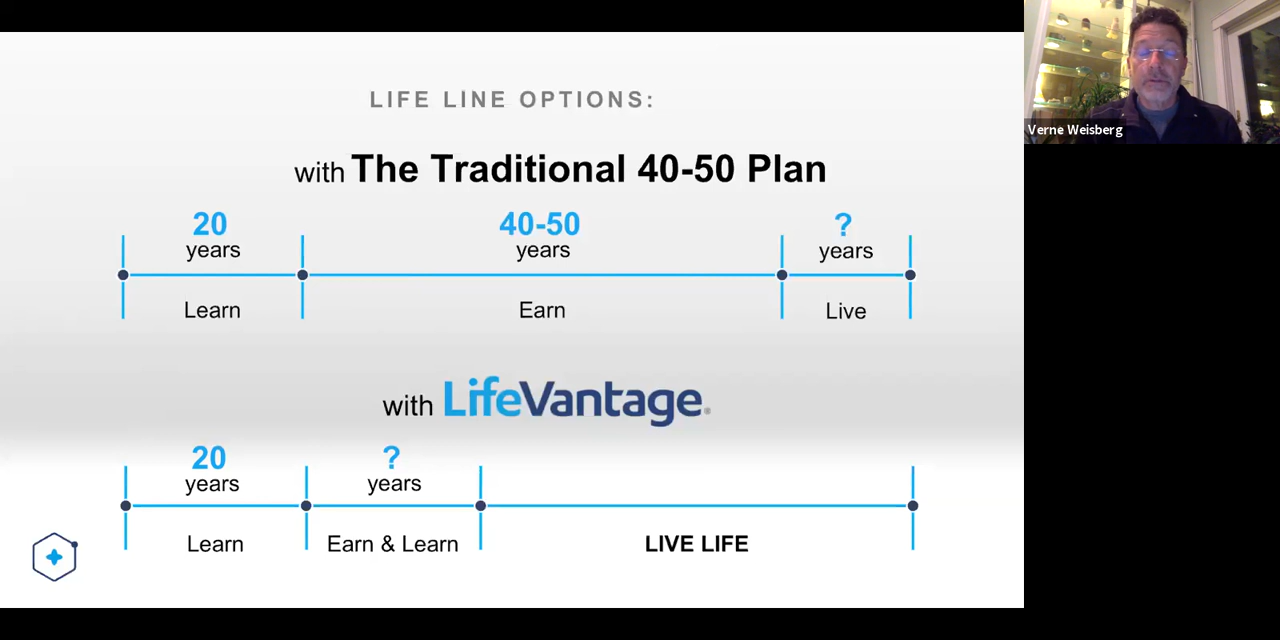 LIFE LINE OPTIONS:
with The Traditional 40-50 Plan
20 40-50 ?
years years years
Learn Earn Live
with LifeVantage®
20 ?
years years
Learn Earn & Learn LIVE LIFE
Verne Weisberg